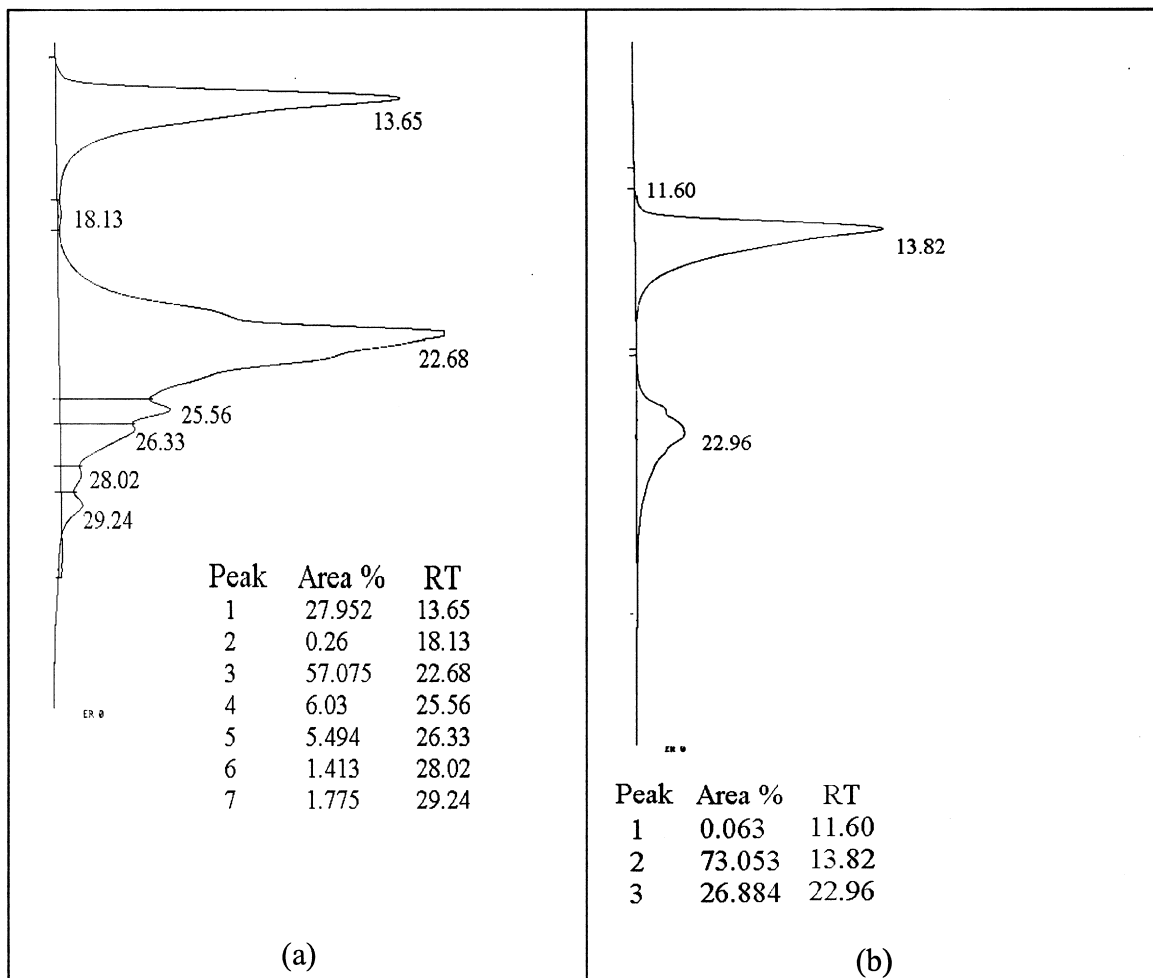 13.65
18.13
22.68
25.56
26.33
28.02
29.24
Peak Area % RT
1 27.952 13.65
2 0.26 18.13
3 57.075 22.68
4 6.03 25.56
5 5.494 26.33
6 1.413 28.02
7 1.775 29.24
ER 0
(a)
11.60
13.82
22.96
ER 0
Peak Area % RT
1 0.063 11.60
2 73.053 13.82
3 26.884 22.96
(b)